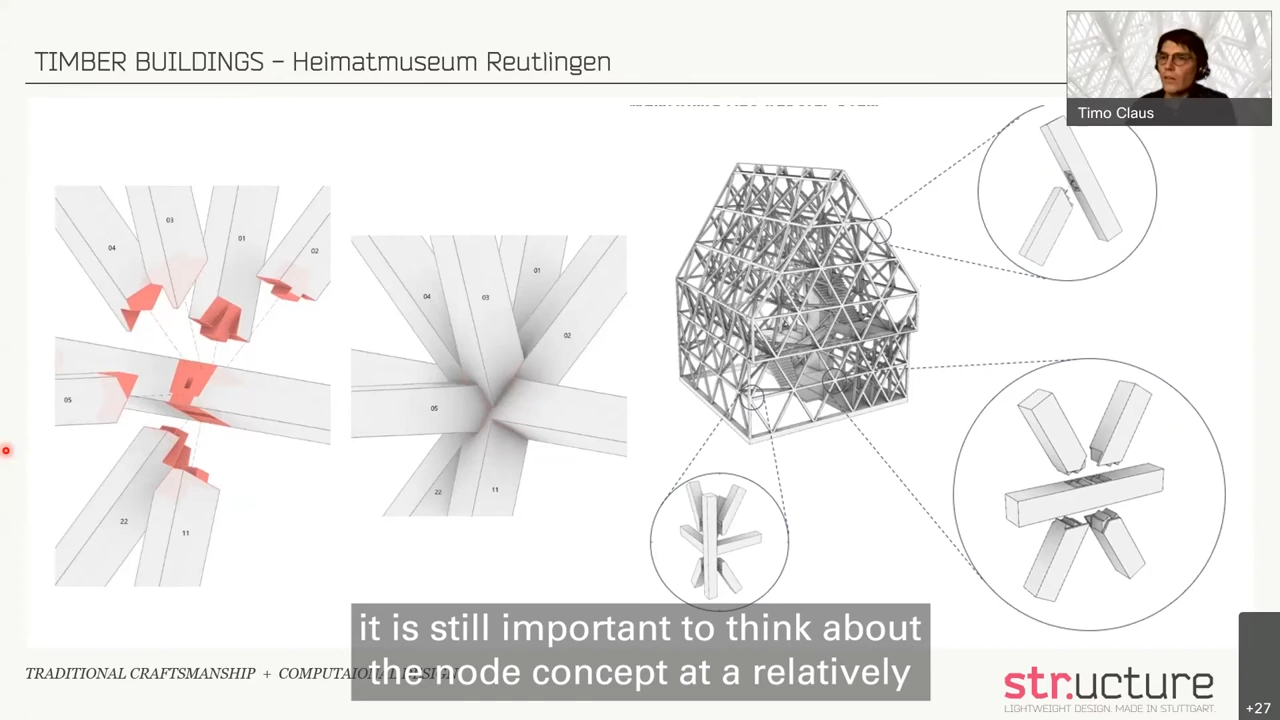 TIMBER BUILDINGS – Heimatmuseum Reutlingen
Timo Claus
04
03
01
02
05
22
11
01
04
03
02
05
22
11
it is still important to think about
the node concept at a relatively
TRADITIONAL CRAFTSMANSHIP + COMPUTAIONAL DESIGN
str.ucture
LIGHTWEIGHT DESIGN. MADE IN STUTTGART.
+27